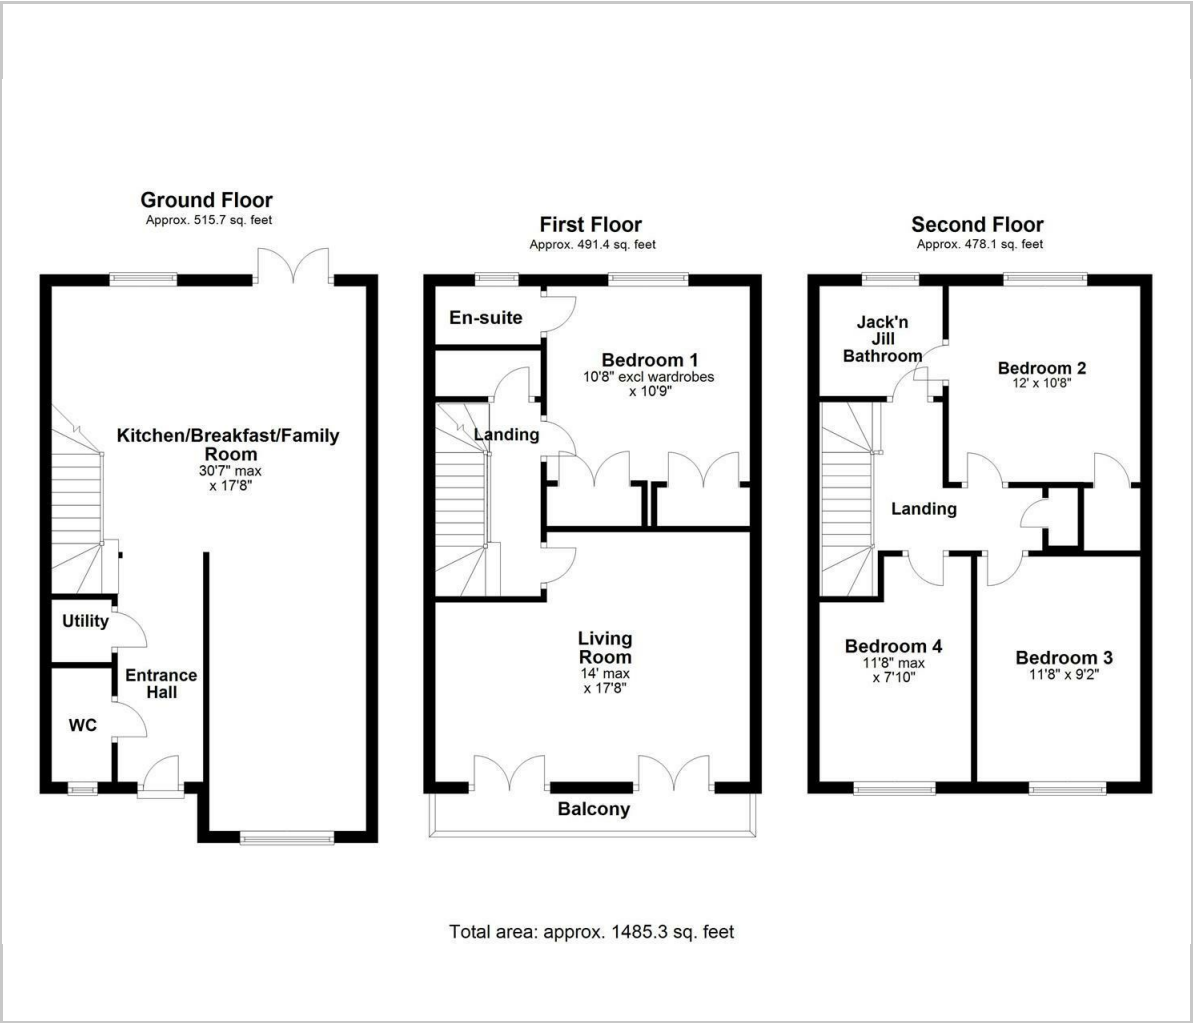 Ground Floor
Approx. 515.7 sq. feet
Kitchen/Breakfast/Family
Room
30'7" max
x 17'8"
Utility
Entrance
Hall
WC
First Floor
Approx. 491.4 sq. feet
En-suite
Bedroom 1
10'8" excl wardrobes
x 10'9"
Landing
Living
Room
14' max
x 17'8"
Balcony
Second Floor
Approx. 478.1 sq. feet
Jack'n
Jill
Bathroom
Bedroom 2
12' x 10'8"
Landing
Bedroom 4
11'8" max
x 7'10"
Bedroom 3
11'8" x 9'2"
Total area: approx. 1485.3 sq. feet